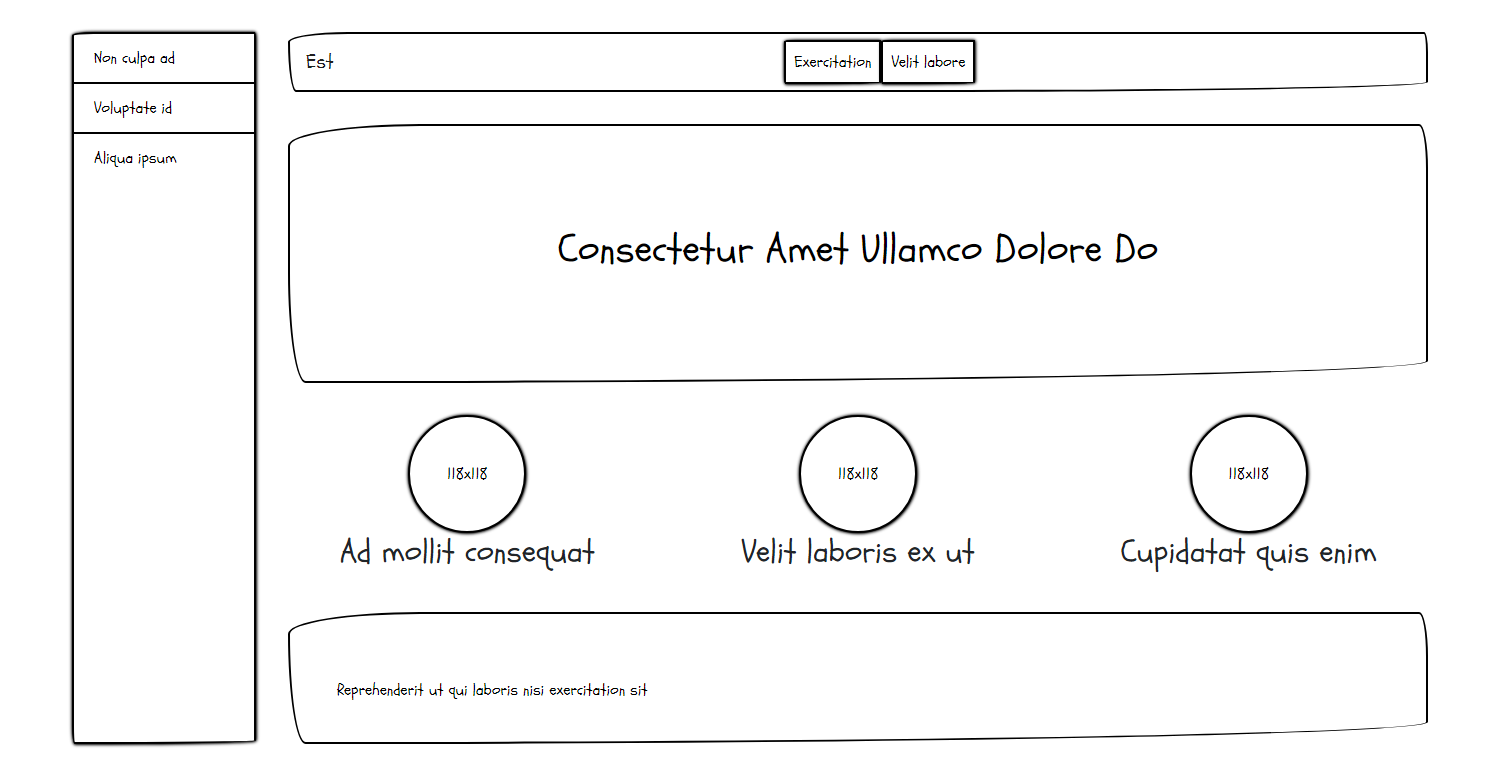 Non culpa ad
Voluptate id
Aliqua ipsum
Est
Exercitation
Velit labore
Consectetur Amet Ullamco Dolore Do
118x118
Ad mollit consequat
118x118
Velit laboris ex ut
118x118
Cupidatat quis enim
Reprehenderit ut qui laboris nisi exercitation sit